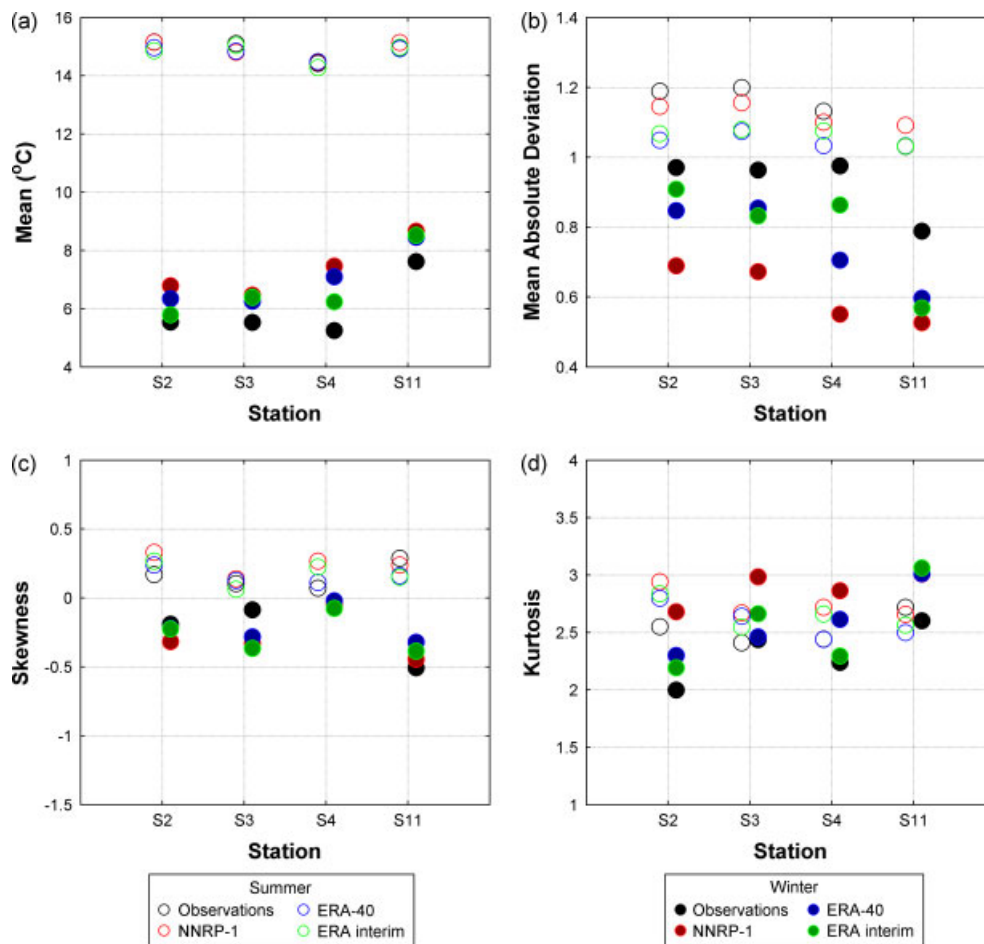 (a)
16
14
12
10
8
6
4
Mean (°C)
S2 S3 S4 S11
Station
(b)
1.4
1.2
1
0.8
0.6
0.4
Mean Absolute Deviation
S2 S3 S4 S11
Station
(c)
1
0.5
0
-0.5
-1
-1.5
Skewness
S2 S3 S4 S11
Station
(d)
4
3.5
3
2.5
2
1.5
1
Kurtosis
S2 S3 S4 S11
Station
Summer
Observations ERA-40
NNRP-1 ERA interim
Winter
Observations ERA-40
NNRP-1 ERA interim